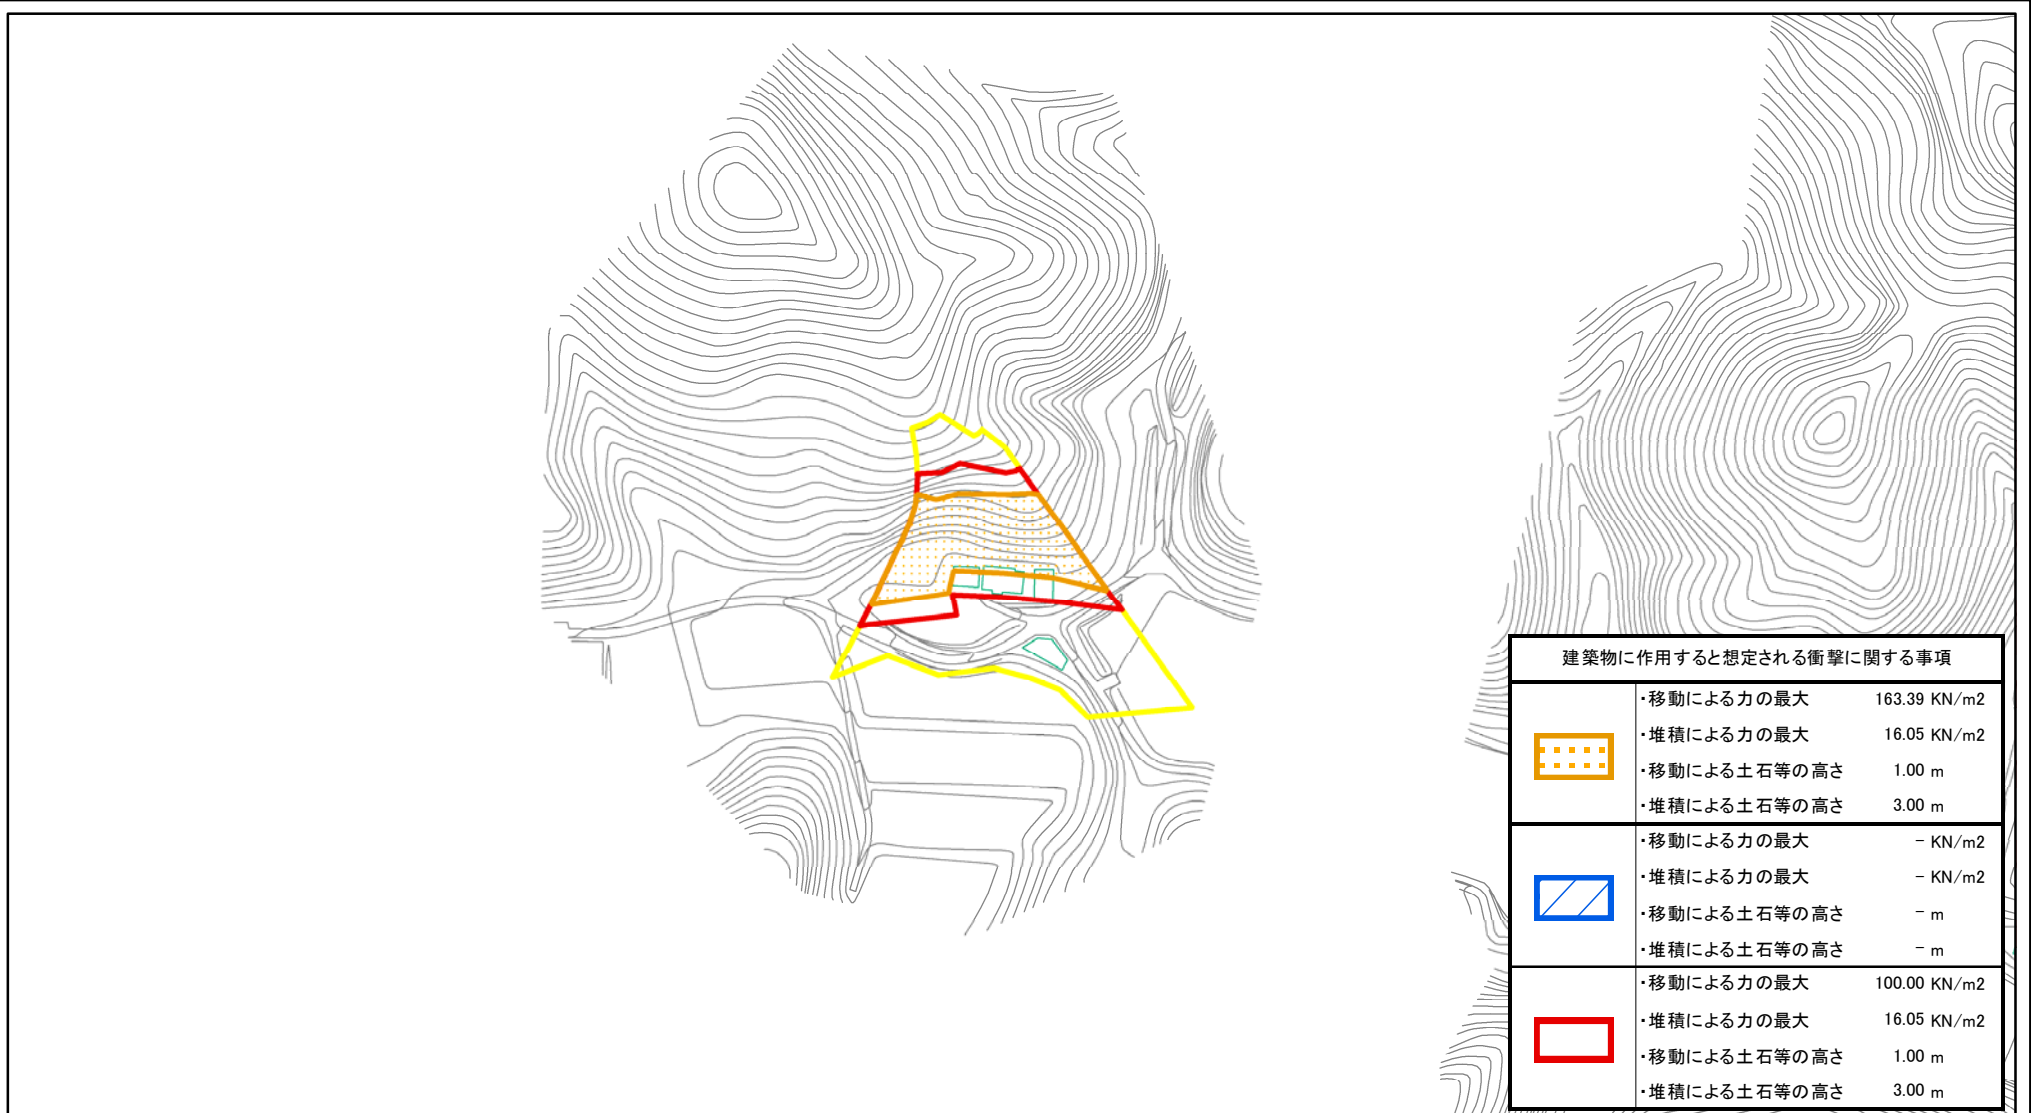 建築物に作用すると想定される衝撃に関する事項
・移動による力の最大 163.39 KN/m2
・堆積による力の最大 16.05 KN/m2
・移動による土石等の高さ 1.00 m
・堆積による土石等の高さ 3.00 m
・移動による力の最大 － KN/m2
・堆積による力の最大 － KN/m2
・移動による土石等の高さ － m
・堆積による土石等の高さ － m
・移動による力の最大 100.00 KN/m2
・堆積による力の最大 16.05 KN/m2
・移動による土石等の高さ 1.00 m
・堆積による土石等の高さ 3.00 m